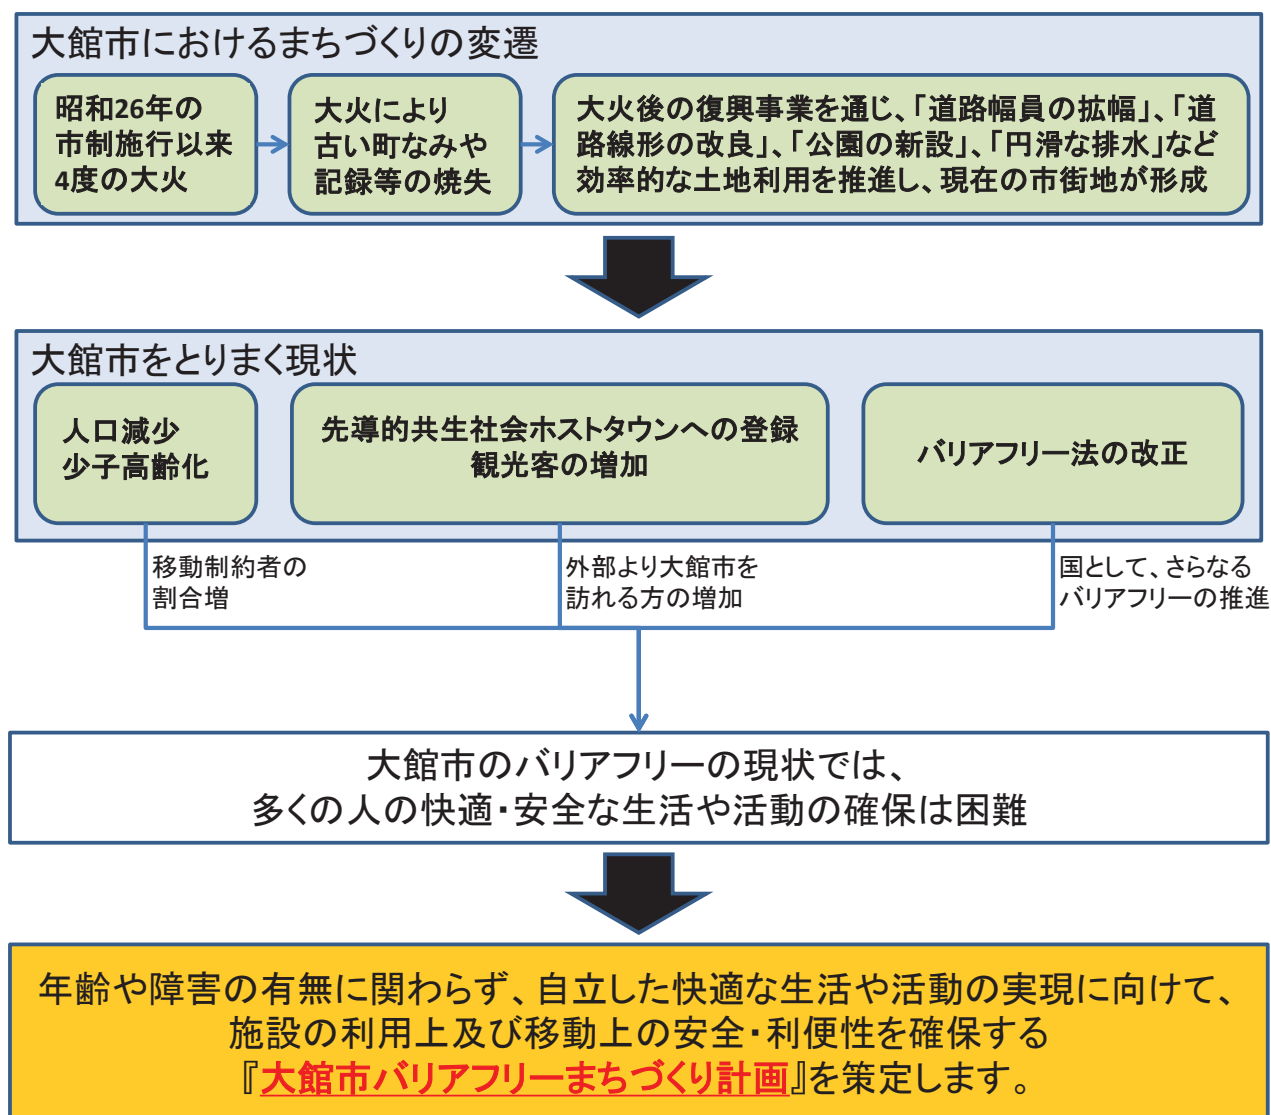 大館市におけるまちづくりの変遷
昭和26年の
市制施行以来
4度の大火
大火により
古い町なみや
記録等の焼失
大火後の復興事業を通じ、「道路幅員の拡幅」、「道
路線形の改良」、「公園の新設」、「円滑な排水」など
効率的な土地利用を推進し、現在の市街地が形成
大館市をとりまく現状
人口減少
少子高齢化
先導的共生社会ホストタウンへの登録
観光客の増加
バリアフリー法の改正
移動制約者の
割合増
外部より大館市を
訪れる方の増加
国として、さらなる
バリアフリーの推進
大館市のバリアフリーの現状では、
多くの人の快適・安全な生活や活動の確保は困難
年齢や障害の有無に関わらず、自立した快適な生活や活動の実現に向けて、
施設の利用上及び移動上の安全・利便性を確保する
『大館市バリアフリーまちづくり計画』を策定します。